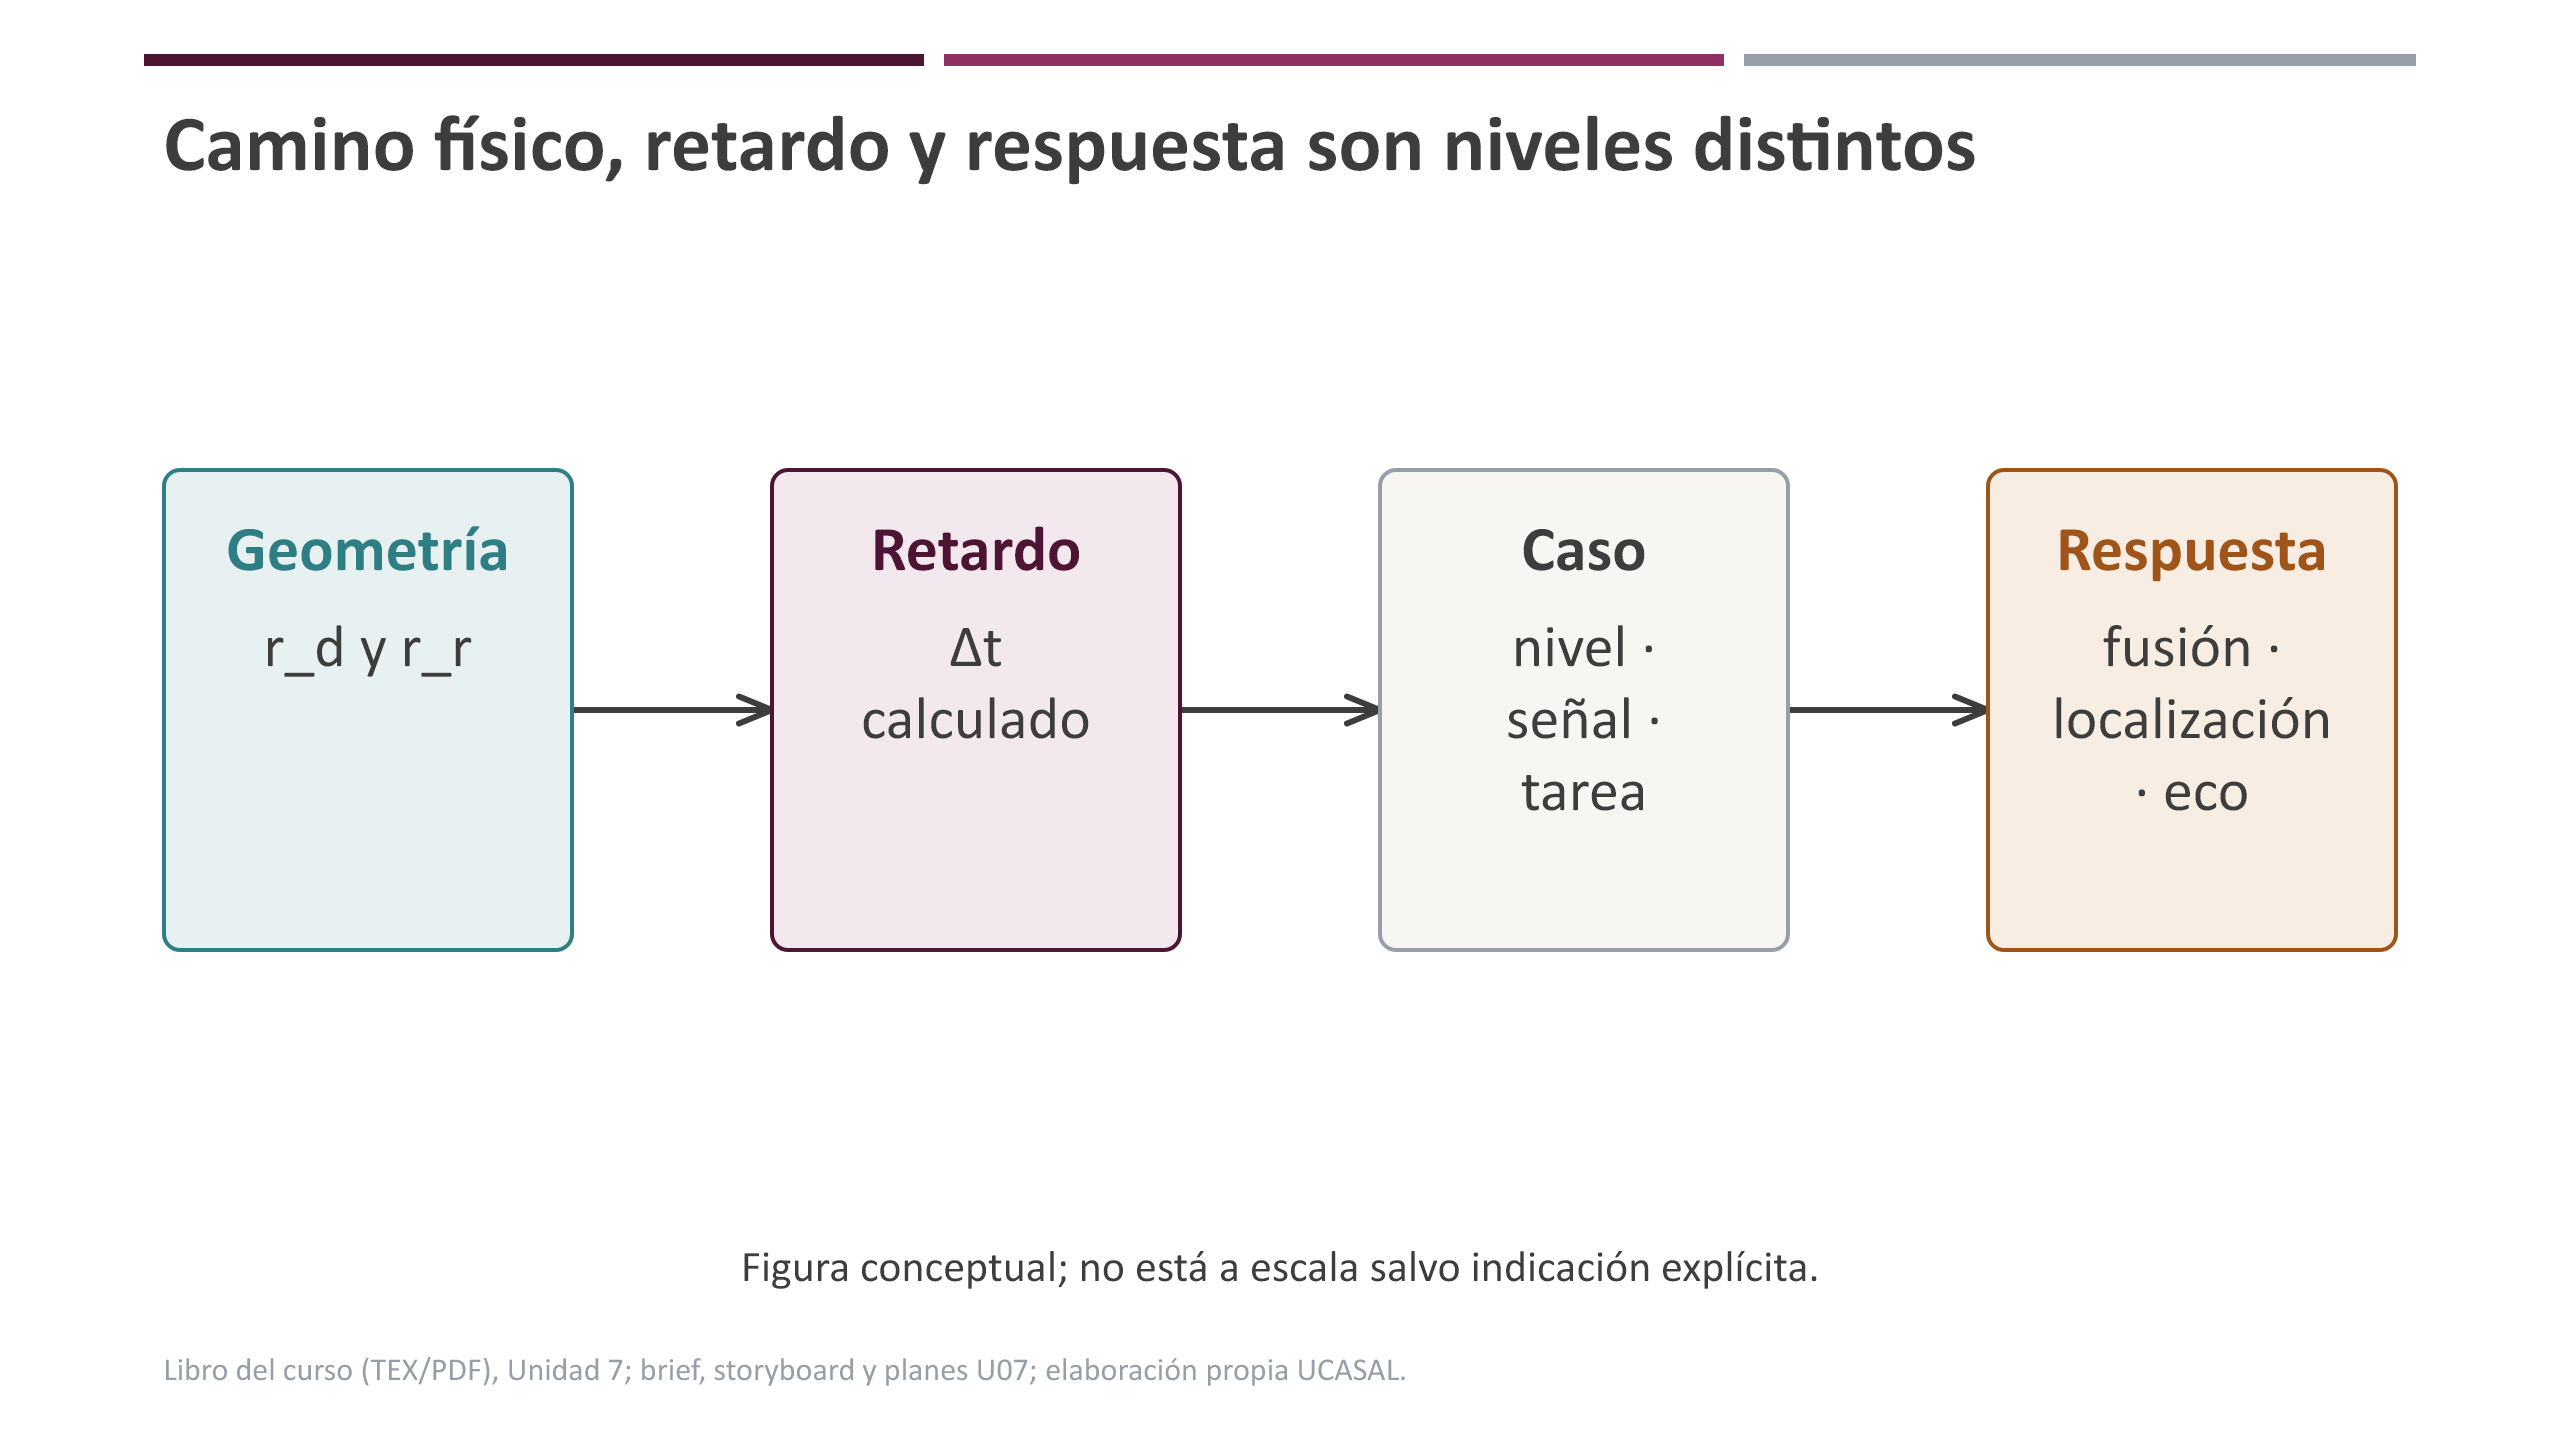 Camino físico, retardo y respuesta son niveles distintos
Geometría
r_d y r_r
Retardo
Δt
calculado
Caso
nivel ·
señal ·
tarea
Respuesta
fusión ·
localización
· eco
Figura conceptual; no está a escala salvo indicación explícita.
Libro del curso (TEX/PDF), Unidad 7; brief, storyboard y planes U07; elaboración propia UCASAL.